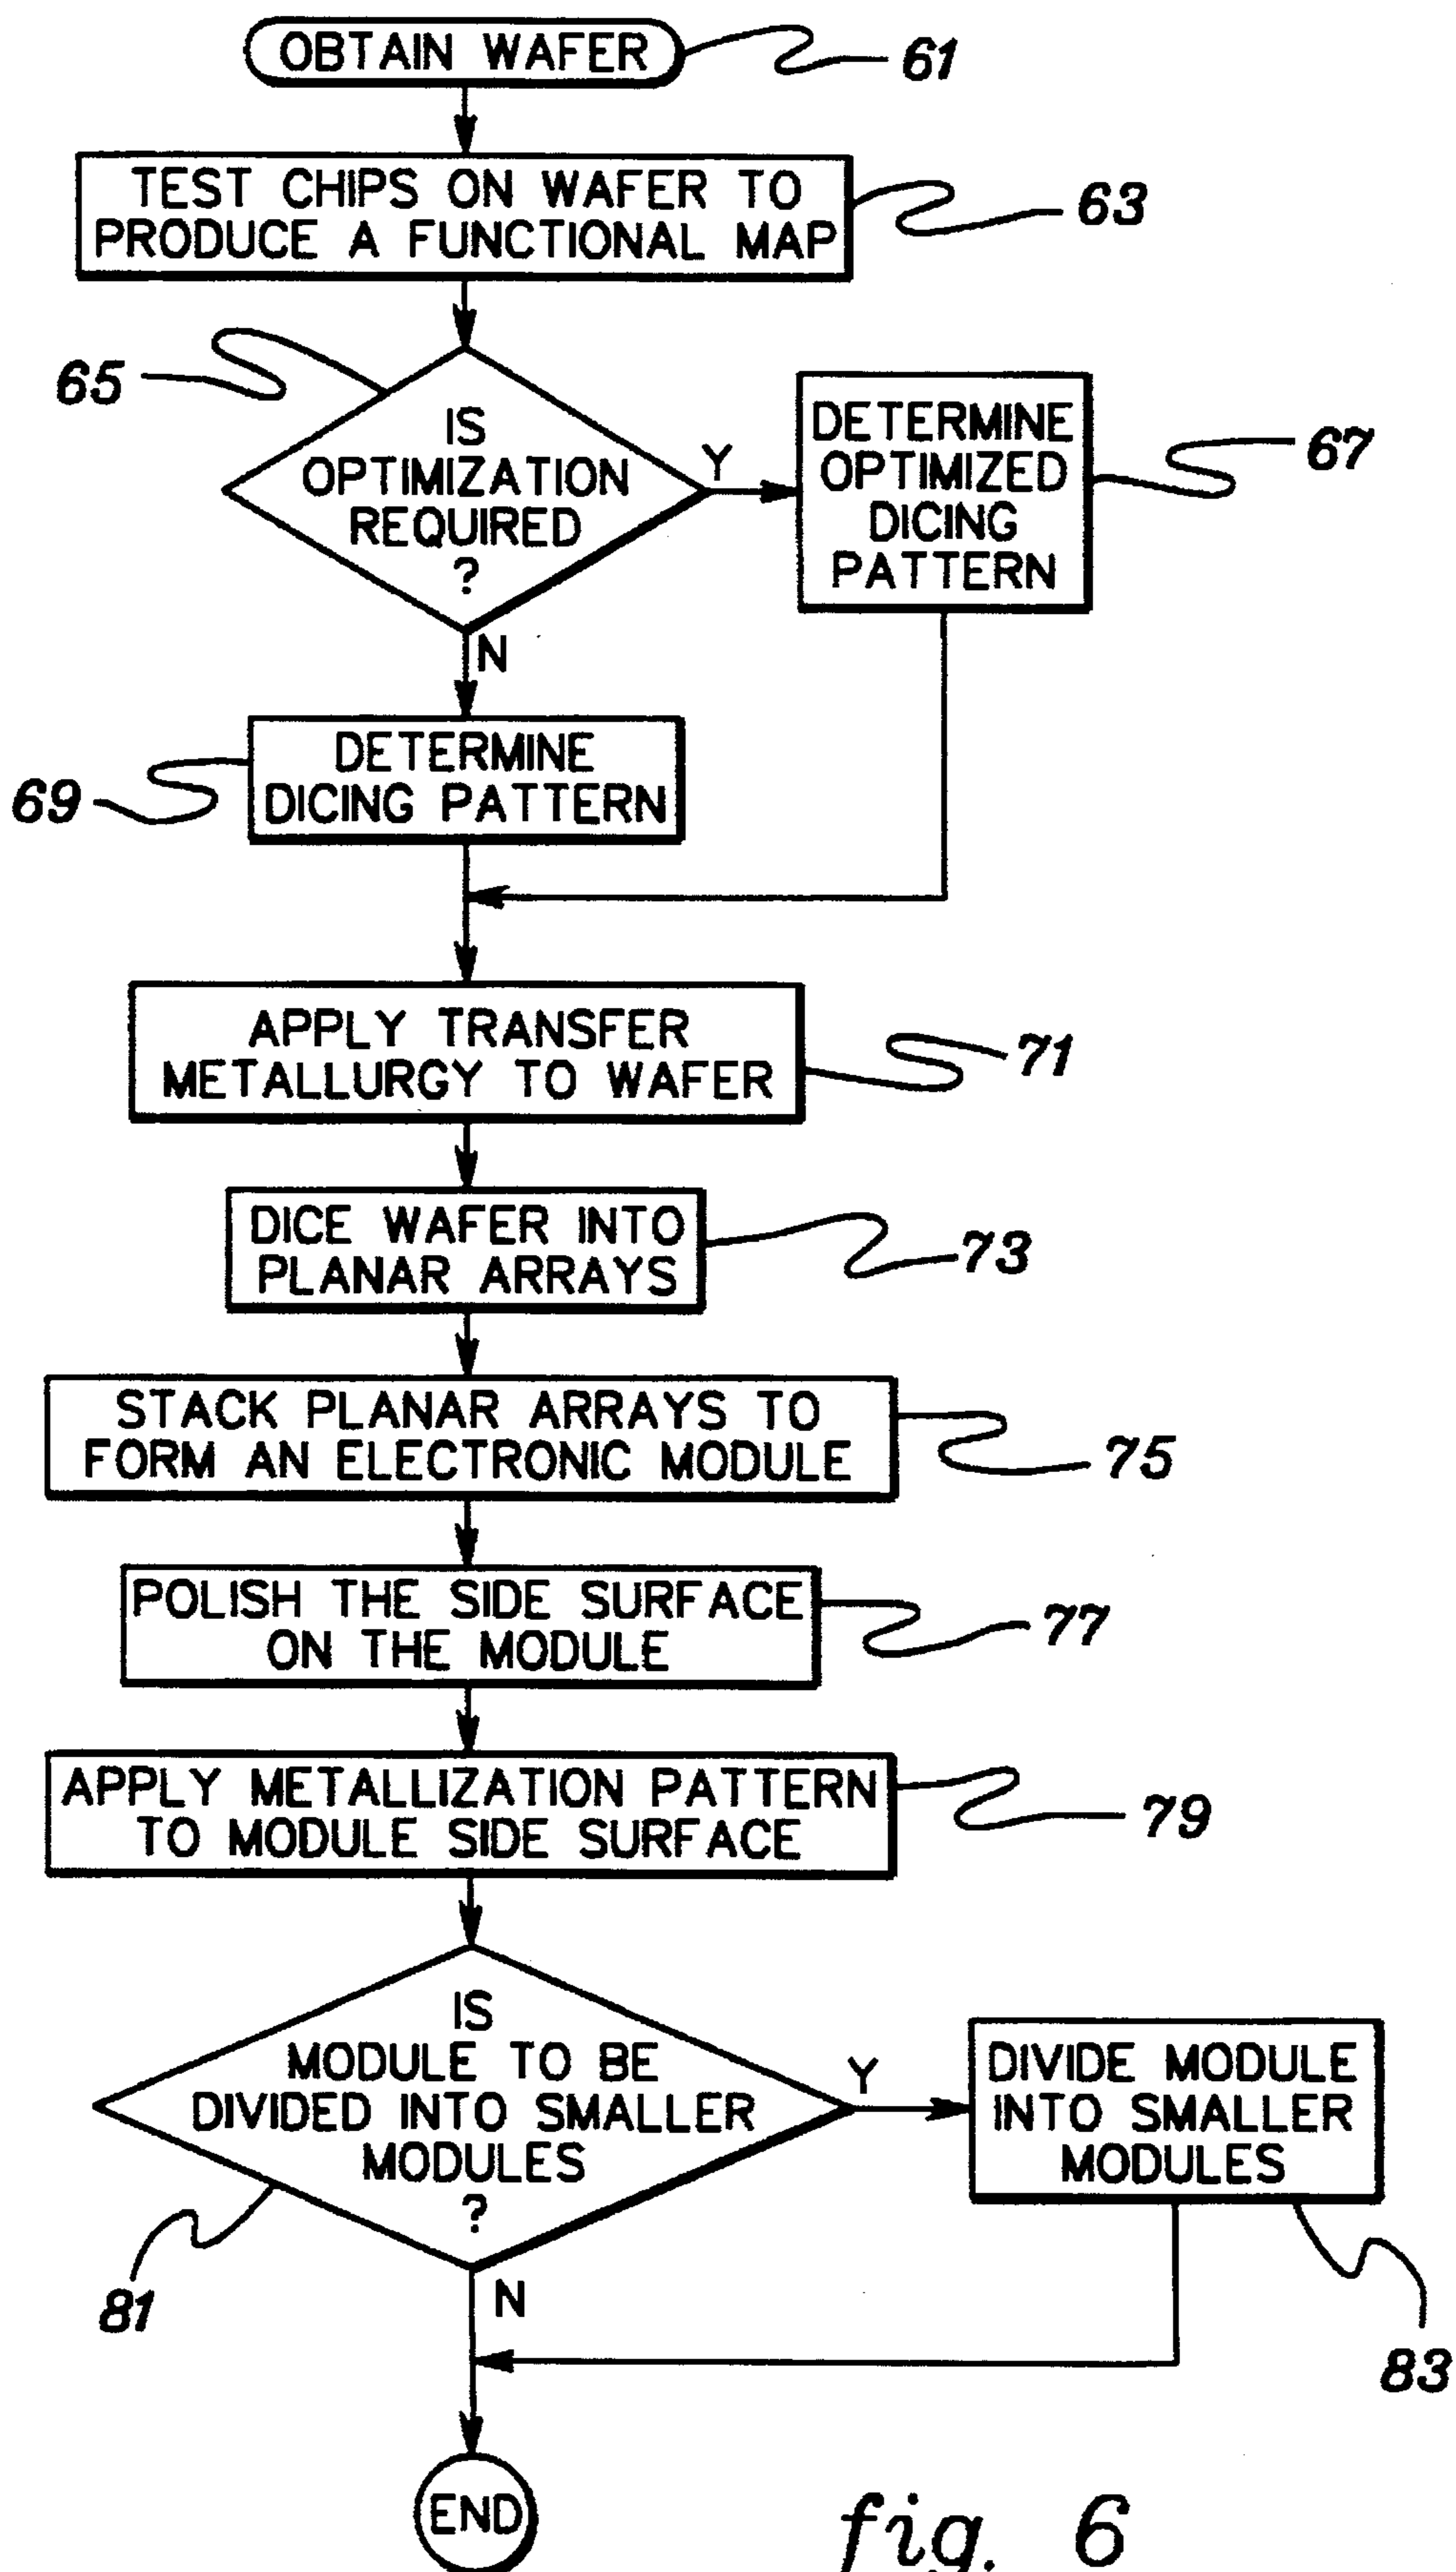 OBTAIN WAFER
61
TEST CHIPS ON WAFER TO
PRODUCE A FUNCTIONAL MAP
63
65
IS
OPTIMIZATION
REQUIRED
?
Y
N
DETERMINE
OPTIMIZED
DICING
PATTERN
67
DETERMINE
DICING PATTERN
69
APPLY TRANSFER
METALLURGY TO WAFER
71
DICE WAFER INTO
PLANAR ARRAYS
73
STACK PLANAR ARRAYS TO
FORM AN ELECTRONIC MODULE
75
POLISH THE SIDE SURFACE
ON THE MODULE
77
APPLY METALLIZATION PATTERN
TO MODULE SIDE SURFACE
79
IS
MODULE TO BE
DIVIDED INTO SMALLER
MODULES
?
Y
N
81
DIVIDE MODULE
INTO SMALLER
MODULES
83
END
fig. 6